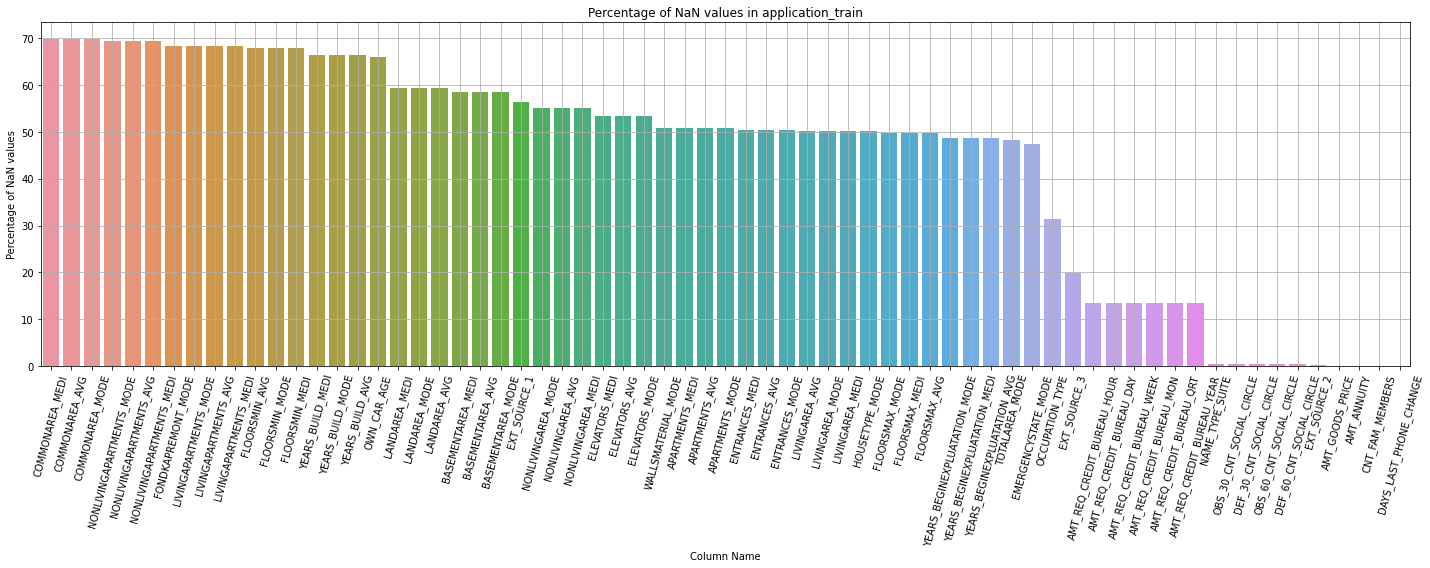 Percentage of NaN values in application_train
Percentage of NaN values
70
60
50
40
30
20
10
0
COMMONAREA_MEDI
COMMONAREA_AVG
COMMONAREA_MODE
NONLIVINGAPARTMENTS_MODE
NONLIVINGAPARTMENTS_AVG
NONLIVINGAPARTMENTS_MEDI
FONDKAPREMONT_MODE
LIVINGAPARTMENTS_MODE
LIVINGAPARTMENTS_AVG
LIVINGAPARTMENTS_MEDI
FLOORSMIN_AVG
FLOORSMIN_MODE
FLOORSMIN_MEDI
YEARS_BUILD_MEDI
YEARS_BUILD_MODE
YEARS_BUILD_AVG
OWN_CAR_AGE
LANDAREA_MEDI
LANDAREA_MODE
LANDAREA_AVG
BASEMENTAREA_MEDI
BASEMENTAREA_AVG
BASEMENTAREA_MODE
EXT_SOURCE_1
NONLIVINGAREA_MODE
NONLIVINGAREA_AVG
NONLIVINGAREA_MEDI
ELEVATORS_MEDI
ELEVATORS_AVG
ELEVATORS_MODE
WALLSMATERIAL_MODE
APARTMENTS_MEDI
APARTMENTS_AVG
APARTMENTS_MODE
ENTRANCES_MEDI
ENTRANCES_AVG
ENTRANCES_MODE
LIVINGAREA_AVG
LIVINGAREA_MODE
LIVINGAREA_MEDI
HOUSETYPE_MODE
FLOORSMAX_MODE
FLOORSMAX_MEDI
FLOORSMAX_AVG
YEARS_BEGINEXPLUATATION_MODE
YEARS_BEGINEXPLUATATION_MEDI
YEARS_BEGINEXPLUATATION_AVG
TOTALAREA_MODE
EMERGENCYSTATE_MODE
OCCUPATION_TYPE
EXT_SOURCE_3
AMT_REQ_CREDIT_BUREAU_HOUR
AMT_REQ_CREDIT_BUREAU_DAY
AMT_REQ_CREDIT_BUREAU_WEEK
AMT_REQ_CREDIT_BUREAU_MON
AMT_REQ_CREDIT_BUREAU_QRT
AMT_REQ_CREDIT_BUREAU_YEAR
NAME_TYPE_SUITE
OBS_30_CNT_SOCIAL_CIRCLE
DEF_30_CNT_SOCIAL_CIRCLE
OBS_60_CNT_SOCIAL_CIRCLE
DEF_60_CNT_SOCIAL_CIRCLE
EXT_SOURCE_2
AMT_GOODS_PRICE
AMT_ANNUITY
CNT_FAM_MEMBERS
DAYS_LAST_PHONE_CHANGE
Column Name